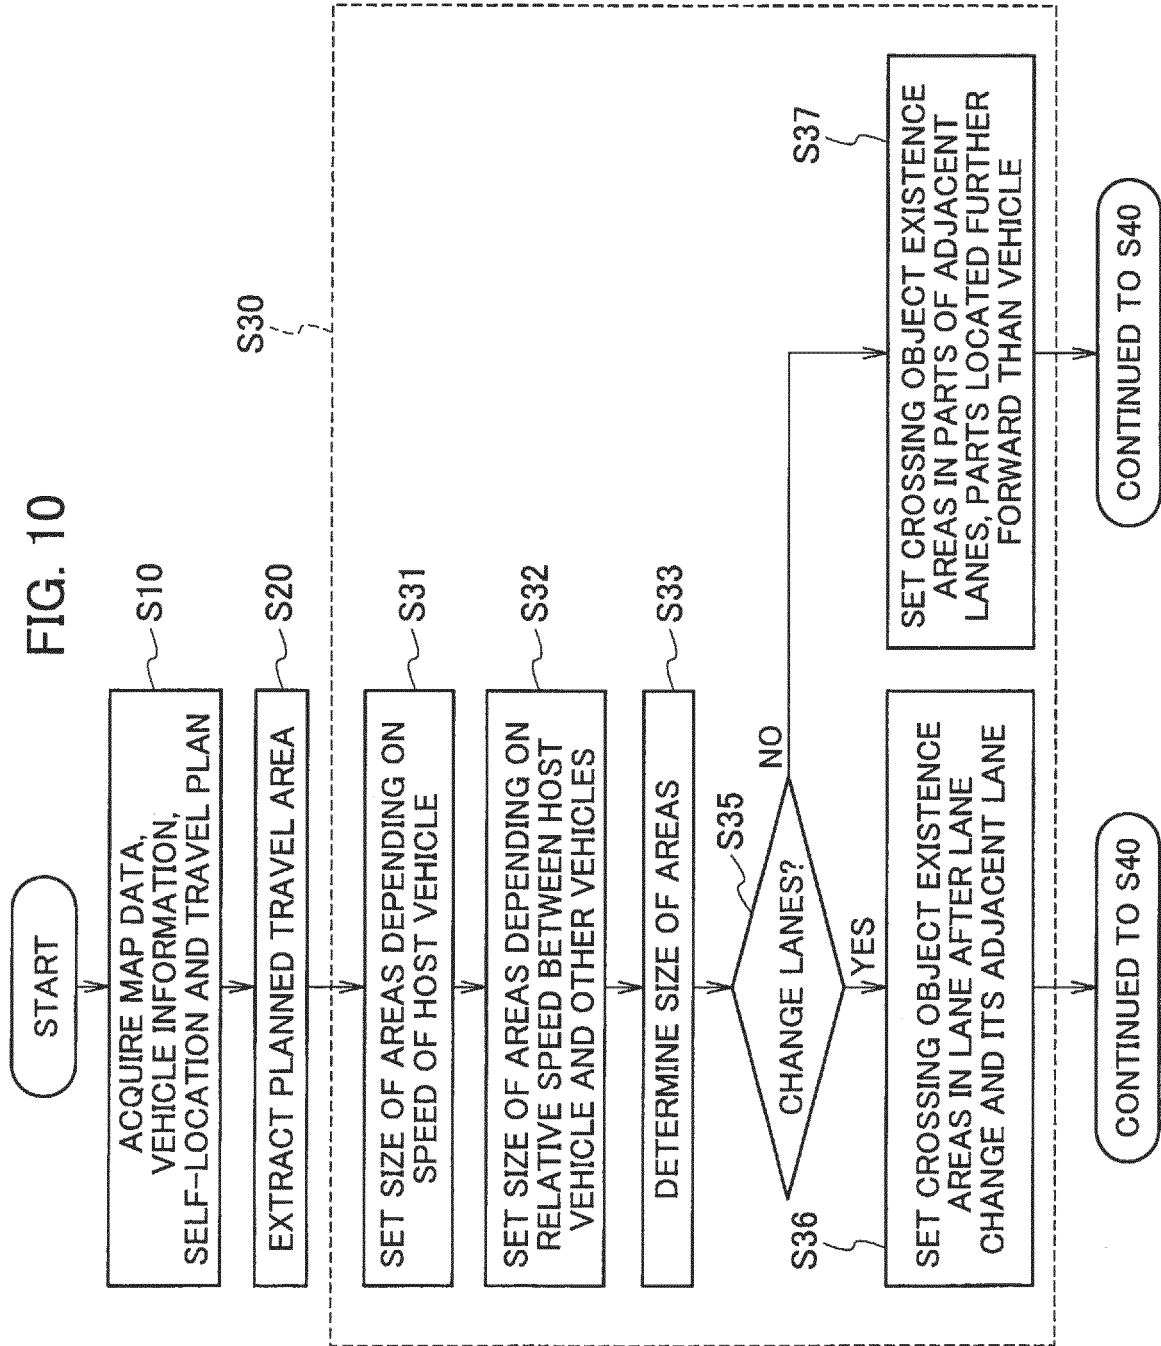 FIG. 10
START
S10
ACQUIRE MAP DATA,
VEHICLE INFORMATION,
SELF-LOCATION AND TRAVEL PLAN
S20
EXTRACT PLANNED TRAVEL AREA
S30
S31
SET SIZE OF AREAS DEPENDING ON
SPEED OF HOST VEHICLE
S32
SET SIZE OF AREAS DEPENDING ON
RELATIVE SPEED BETWEEN HOST
VEHICLE AND OTHER VEHICLES
S33
DETERMINE SIZE OF AREAS
S35
CHANGE LANES?
NO
YES
S36
SET CROSSING OBJECT EXISTENCE
AREAS IN LANE AFTER LANE
CHANGE AND ITS ADJACENT LANE
S37
SET CROSSING OBJECT EXISTENCE
AREAS IN PARTS OF ADJACENT
LANES, PARTS LOCATED FURTHER
FORWARD THAN VEHICLE
CONTINUED TO S40
CONTINUED TO S40